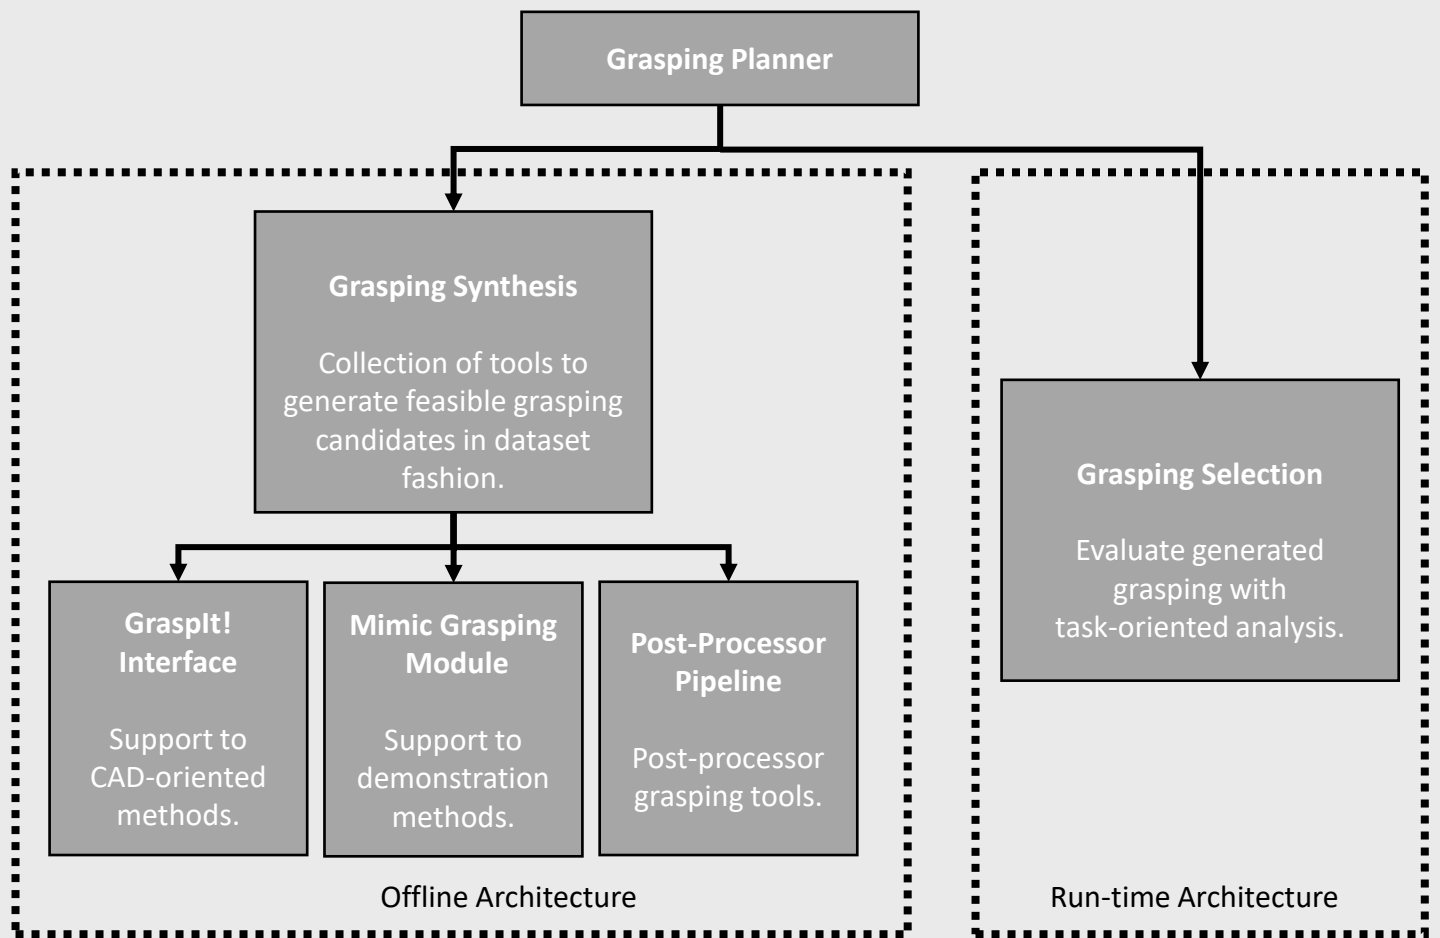 Grasping Planner
Grasping Synthesis
Collection of tools to
generate feasible grasping
candidates in dataset
fashion.
GraspIt!
Interface
Support to
CAD-oriented
methods.
Mimic Grasping
Module
Support to
demonstration
methods.
Post-Processor
Pipeline
Post-processor
grasping tools.
Offline Architecture
Grasping Selection
Evaluate generated
grasping with
task-oriented analysis.
Run-time Architecture